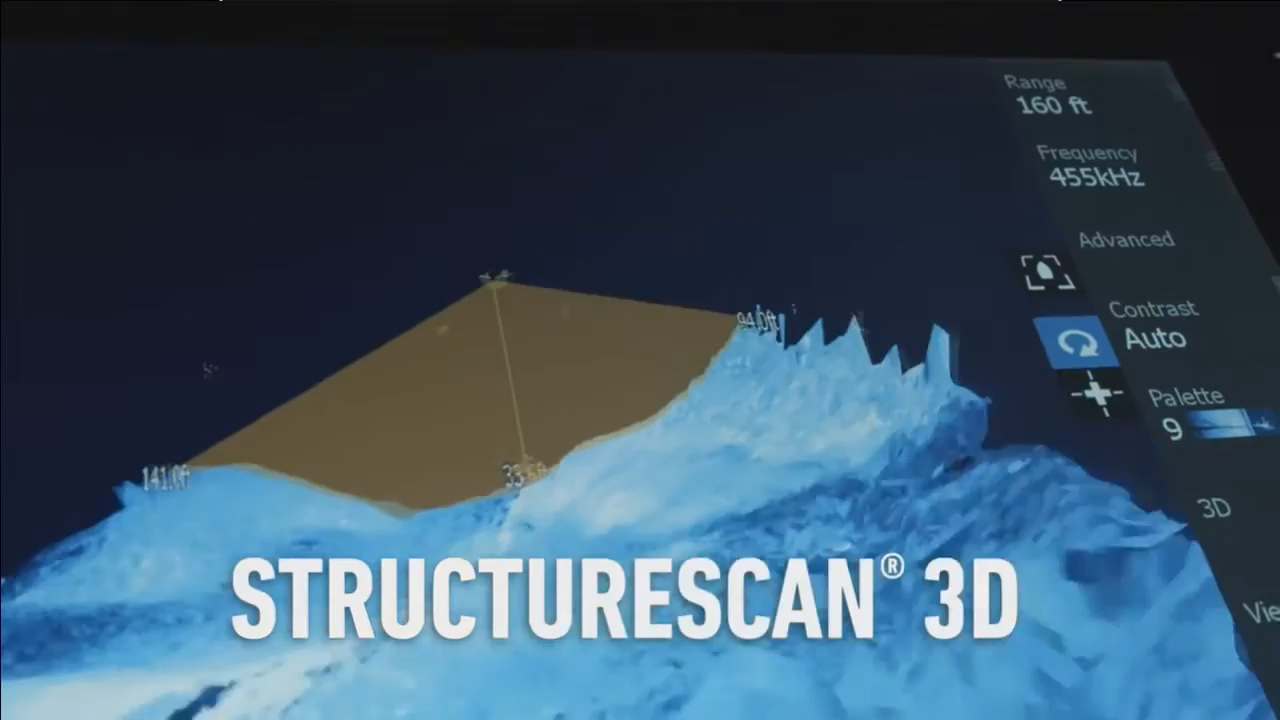 Range
160 ft
Frequency
455kHz
Advanced
Contrast
Auto
Palette
9
3D
94.0ft
141.0ft
STRUCTURESCAN® 3D